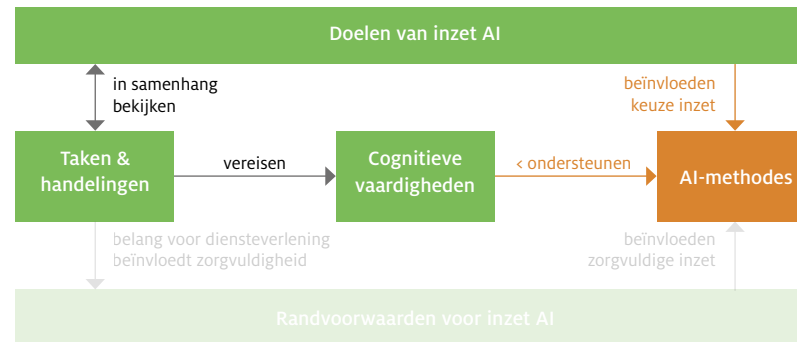 Doelen van inzet AI
in samenhang
bekijken
beïnvloeden
keuze inzet
Taken &
handelingen
vereisen
Cognitieve
vaardigheden
< ondersteunen
AI-methodes
belang voor diensteverlening
beïnvloedt zorgvuldigheid
beïnvloeden
zorgvuldige inzet
Randvoorwaarden voor inzet AI